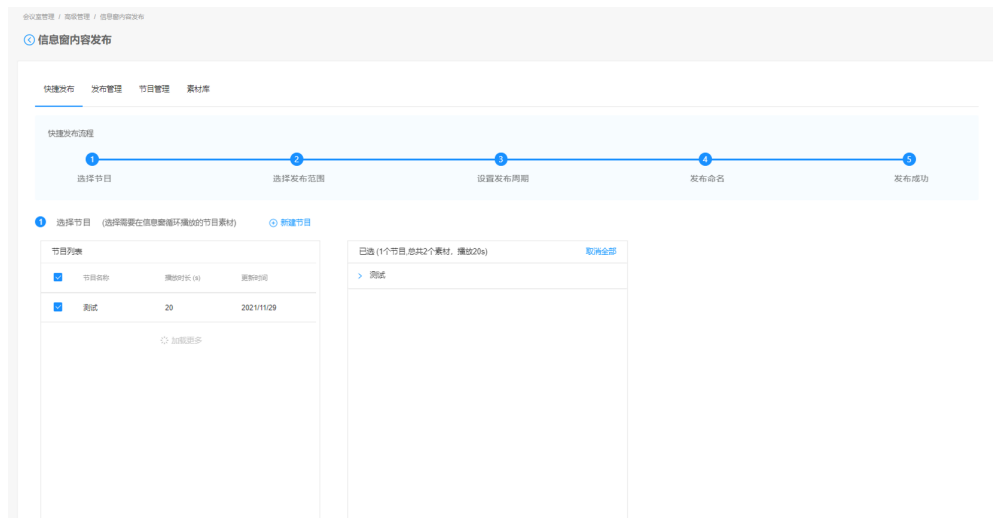 会议室管理 / 高级管理 / 信息窗内容发布
信息窗内容发布
快捷发布 发布管理 节目管理 素材库
快捷发布流程
1 2 3 4 5
选择节目 选择发布范围 设置发布周期 发布命名 发布成功
1 选择节目 (选择需要在信息窗循环播放的节目素材) 新建节目
节目列表 已选 (1个节目,总共2个素材，播放20s) 取消全部
节目名称 播放时长 (s) 更新时间 测试
测试 20 2021/11/29
加载更多